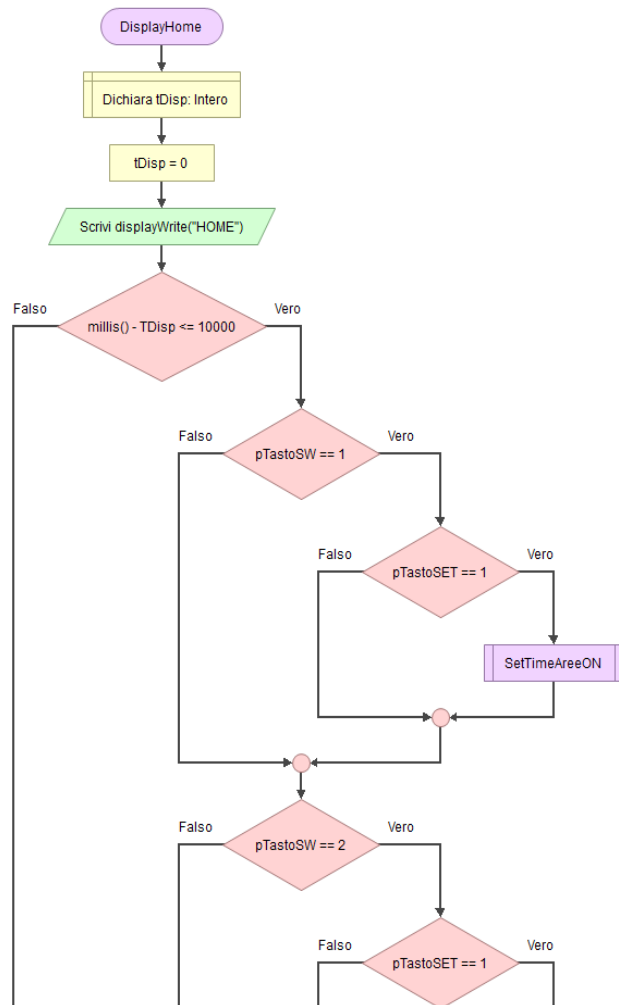 DisplayHome
Dichiara tDisp: Intero
tDisp = 0
Scrivi displayWrite("HOME")
Falso
Vero
millis() - TDisp <= 10000
Falso
Vero
pTastoSW == 1
Falso
Vero
pTastoSET == 1
SetTimeAreeON
Falso
Vero
pTastoSW == 2
Falso
Vero
pTastoSET == 1